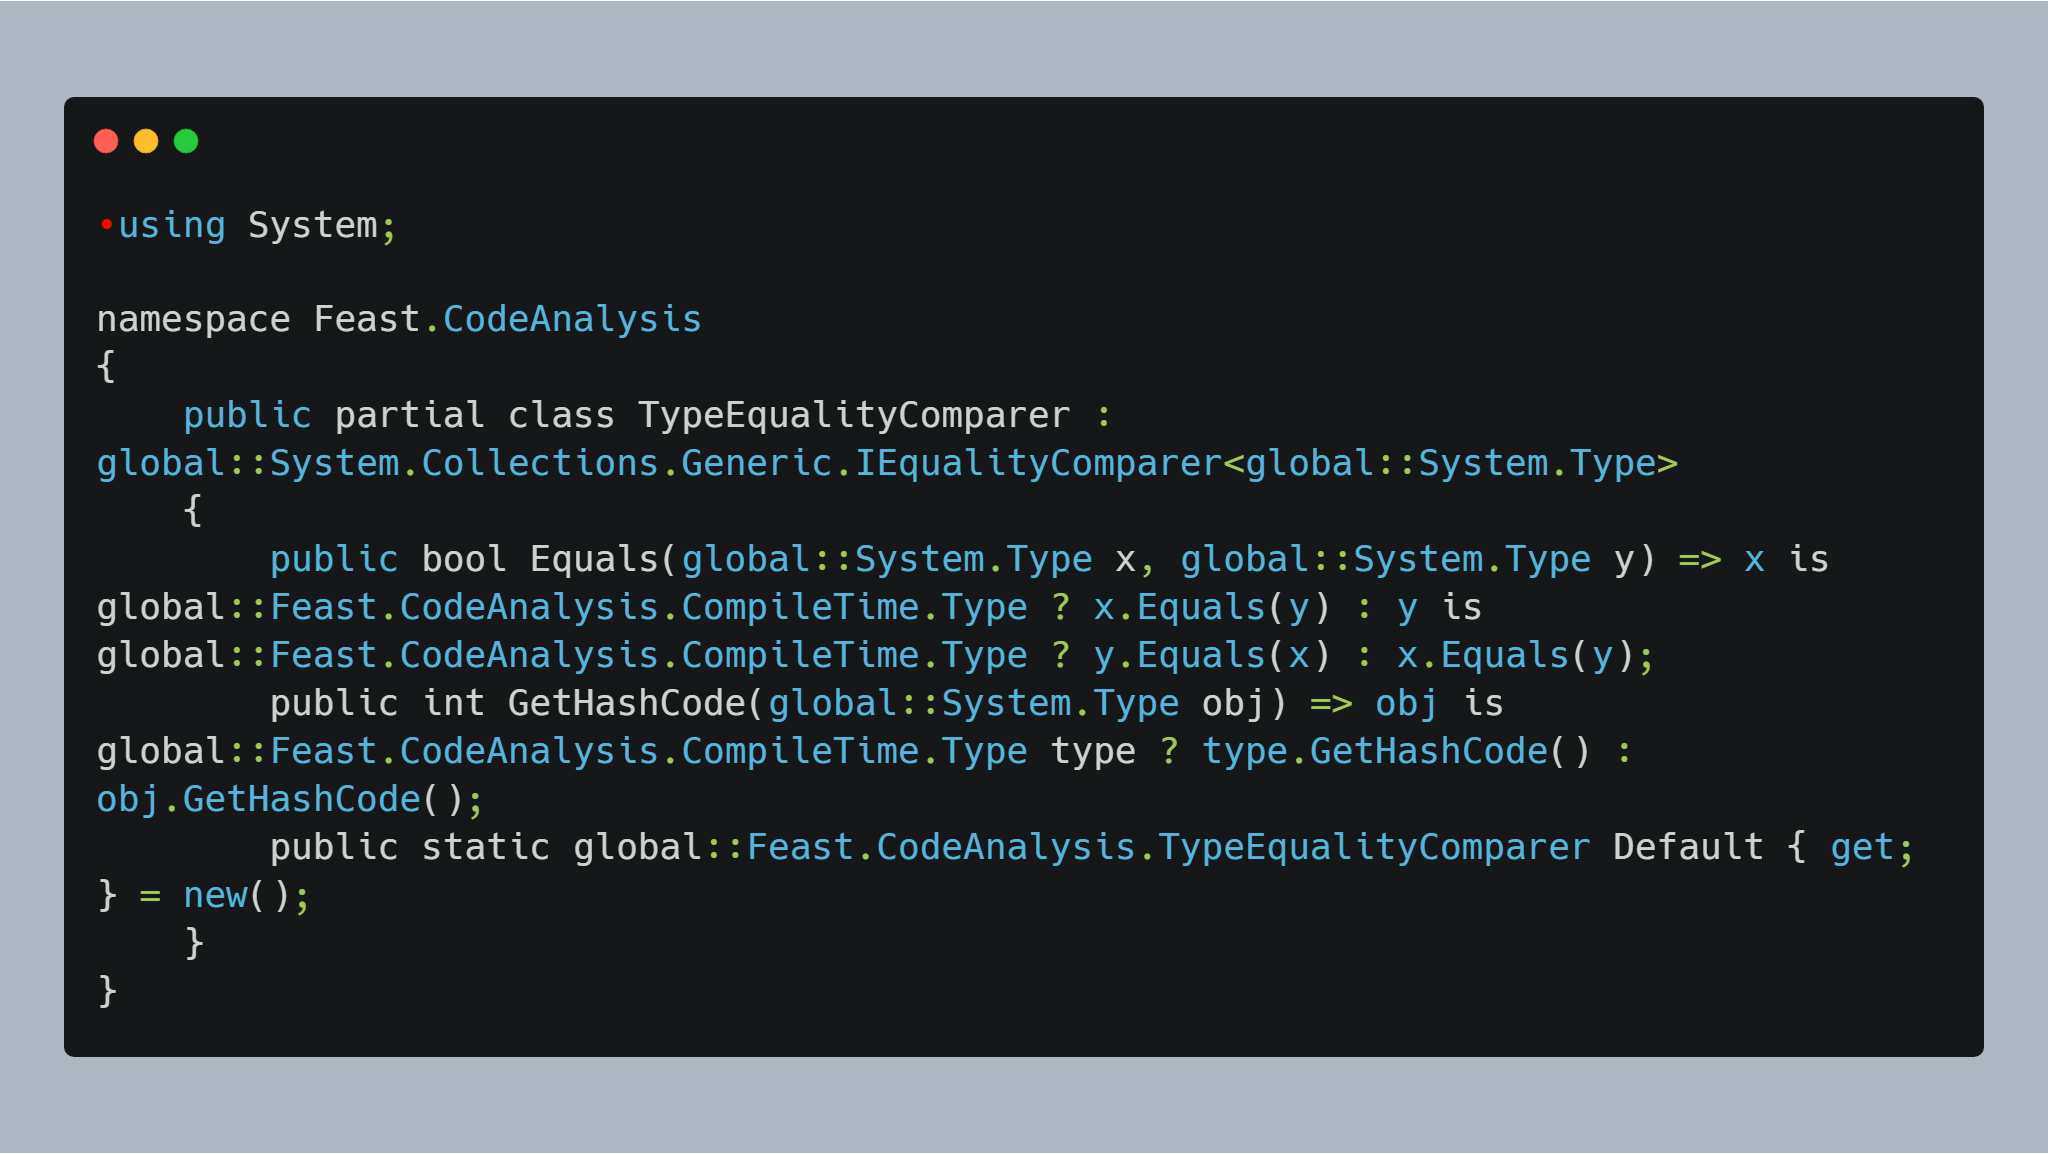 •using System;

namespace Feast.CodeAnalysis
{
    public partial class TypeEqualityComparer :
global::System.Collections.Generic.IEqualityComparer<global::System.Type>
    {
        public bool Equals(global::System.Type x, global::System.Type y) => x is
global::Feast.CodeAnalysis.CompileTime.Type ? x.Equals(y) : y is
global::Feast.CodeAnalysis.CompileTime.Type ? y.Equals(x) : x.Equals(y);
        public int GetHashCode(global::System.Type obj) => obj is
global::Feast.CodeAnalysis.CompileTime.Type type ? type.GetHashCode() :
obj.GetHashCode();
        public static global::Feast.CodeAnalysis.TypeEqualityComparer Default { get;
} = new();
    }
}